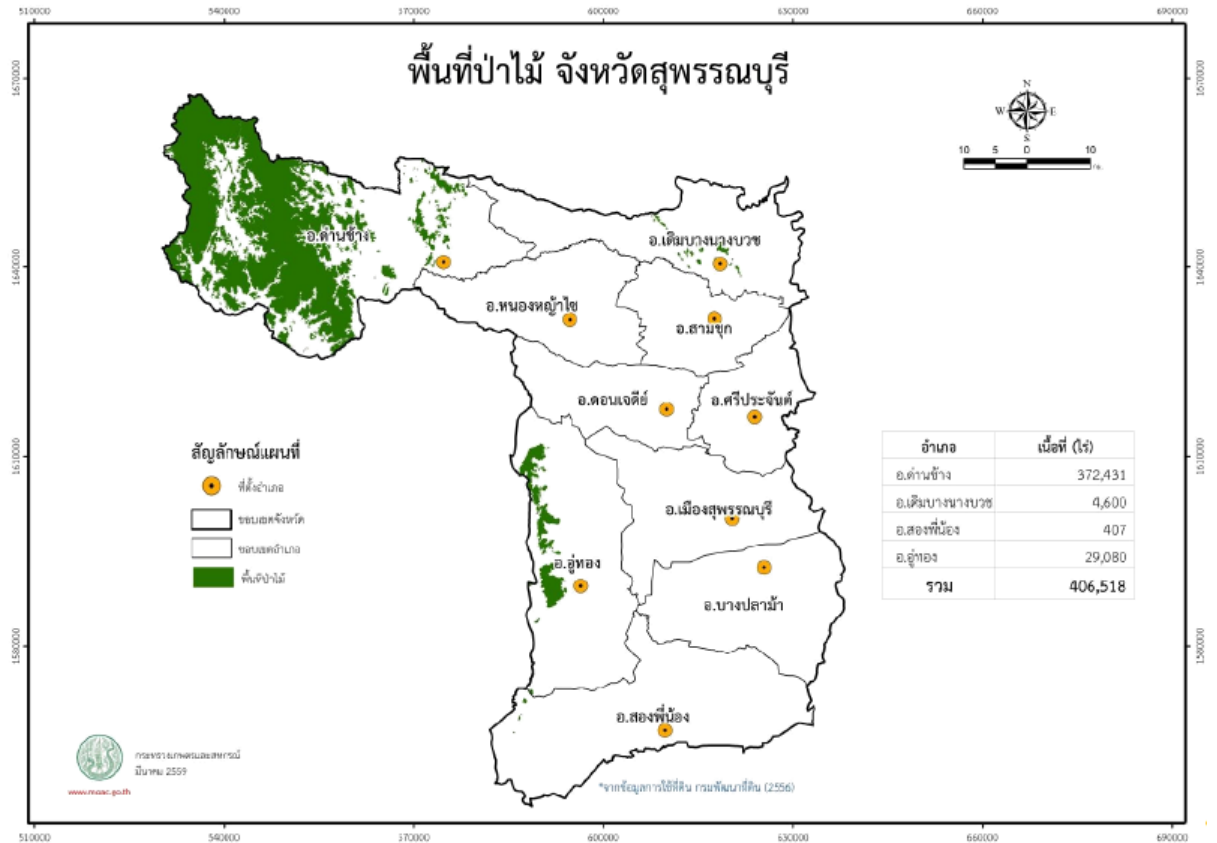 510000 540000 570000 600000 630000 660000 690000
พื้นที่ป่าไม้ จังหวัดสุพรรณบุรี
1670000 1670000
N
W E
S
10 5 0 10
กม.
อ.ด่านช้าง
อ.เดิมบางนางบวช
1640000 1640000
อ.หนองหญ้าไซ
อ.สามชุก
อ.ดอนเจดีย์
อ.ศรีประจันต์
1610000 1610000
สัญลักษณ์แผนที่
ที่ตั้งอำเภอ
ขอบเขตจังหวัด
ขอบเขตอำเภอ
พื้นที่ป่าไม้
อำเภอ เนื้อที่ (ไร่)
อ.ด่านช้าง 372,431
อ.เดิมบางนางบวช 4,600
อ.สองพี่น้อง 407
อ.อู่ทอง 29,080
รวม 406,518
อ.เมืองสุพรรณบุรี
อ.อู่ทอง
อ.บางปลาม้า
1580000 1580000
อ.สองพี่น้อง
กระทรวงเกษตรและสหกรณ์
มีนาคม 2559
www.moac.go.th
*จากข้อมูลการใช้ที่ดิน กรมพัฒนาที่ดิน (2556)
510000 540000 570000 600000 630000 660000 690000